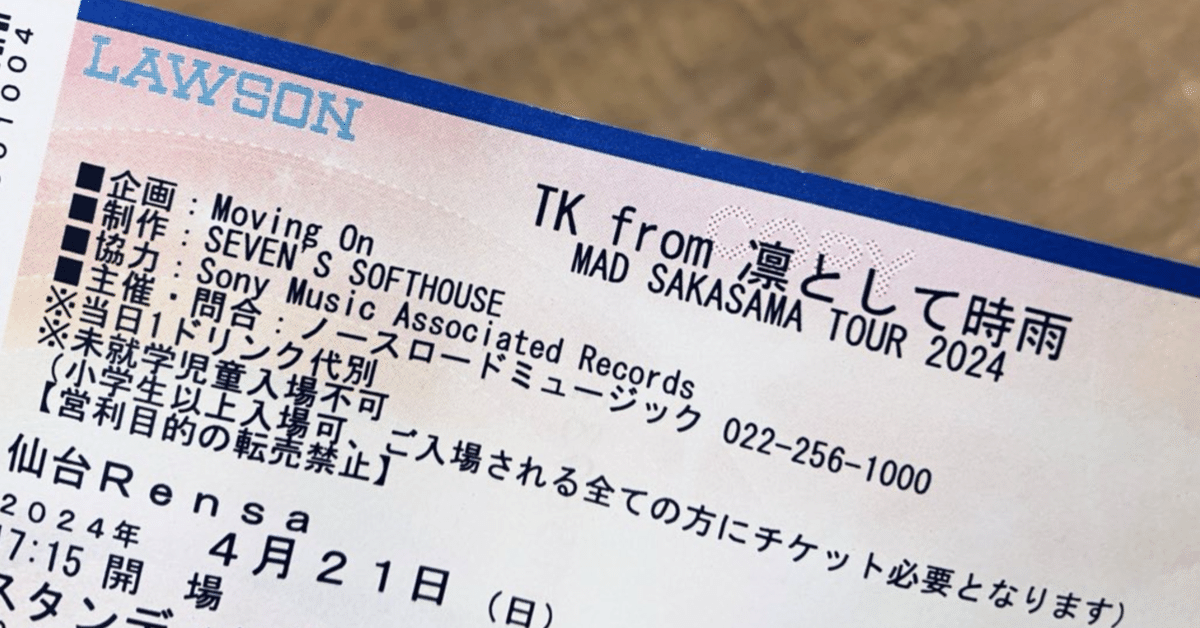 LAWSON
COPY
TK from 凛として時雨
MAD SAKASAMA TOUR 2024
■企画:Moving On
■制作:SEVEN'S SOFTHOUSE
■協力:Sony Music Associated Records
■主催・問合:ノースロードミュージック 022-256-1000
※当日1ドリンク代別
※未就学児童入場不可
(小学生以上入場可、ご入場される全ての方にチケット必要となります)
【営利目的の転売禁止】
仙台Rensa
2024年 4月21日(日)
17:15 開 場
スタンデ